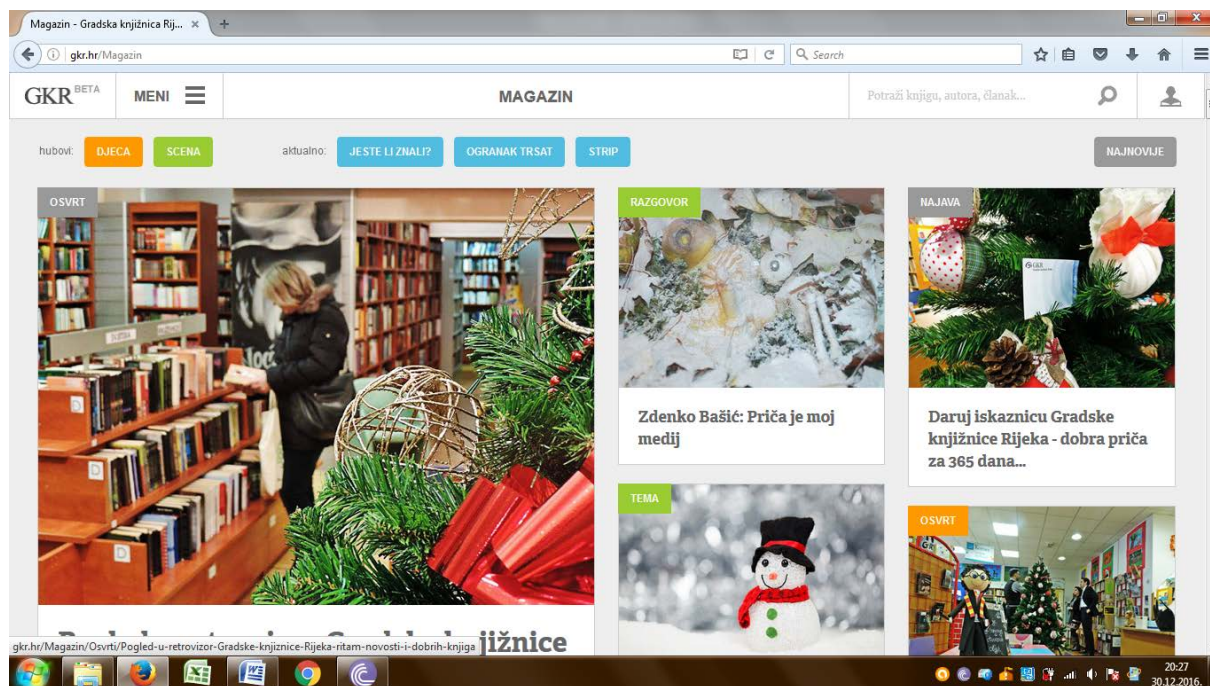 Magazin - Gradska knjižnica Rij...
gkr.hr/Magazin
Search
GKR BETA
MENI
MAGAZIN
Potraži knjigu, autora, članak...
hubovi:
DJECA
SCENA
aktualno:
JESTE LI ZNALI?
OGRANAK TRSAT
STRIP
NAJNOVIJE
OSVRT
RAZGOVOR
Zdenko Bašić: Priča je moj
medij
NAJAVA
GKR
Daruj iskaznicu Gradske
knjižnice Rijeka - dobra priča
za 365 dana...
TEMA
OSVRT
D
D
D
jižnice
gkr.hr/Magazin/Osvrti/Pogled-u-retrovizor-Gradske-knjiznice-Rijeka-ritam-novosti-i-dobrih-knjiga
20:27
30.12.2016.